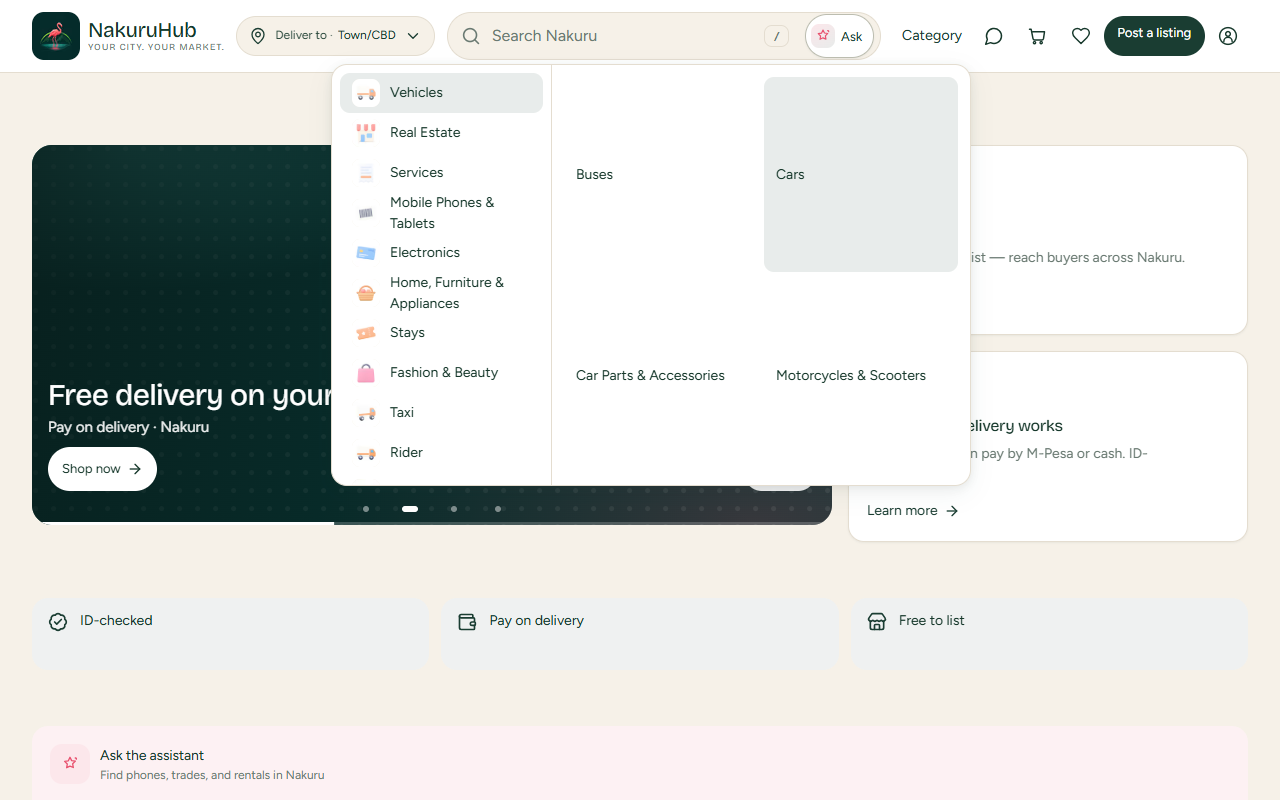 NakuruHub
YOUR CITY. YOUR MARKET.
Deliver to · Town/CBD
Search Nakuru
/
Ask
Category
Post a listing
Vehicles
Real Estate
Services
Mobile Phones &
Tablets
Electronics
Home, Furniture &
Appliances
Stays
Fashion & Beauty
Taxi
Rider
Buses
Cars
Car Parts & Accessories
Motorcycles & Scooters
Free delivery on your
Pay on delivery · Nakuru
Shop now
ist — reach buyers across Nakuru.
elivery works
n pay by M-Pesa or cash. ID-
Learn more
ID-checked
Pay on delivery
Free to list
Ask the assistant
Find phones, trades, and rentals in Nakuru